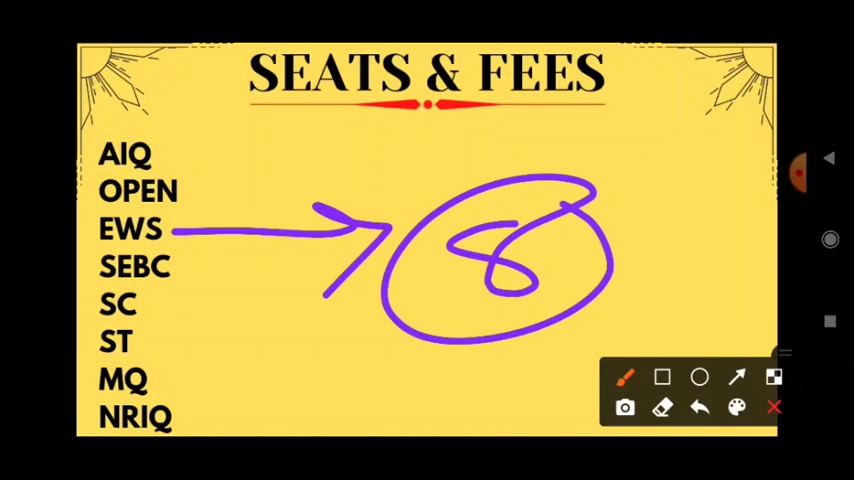 SEATS & FEES
AIQ
OPEN
EWS
8
SEBC
SC
ST
MQ
NRIQ